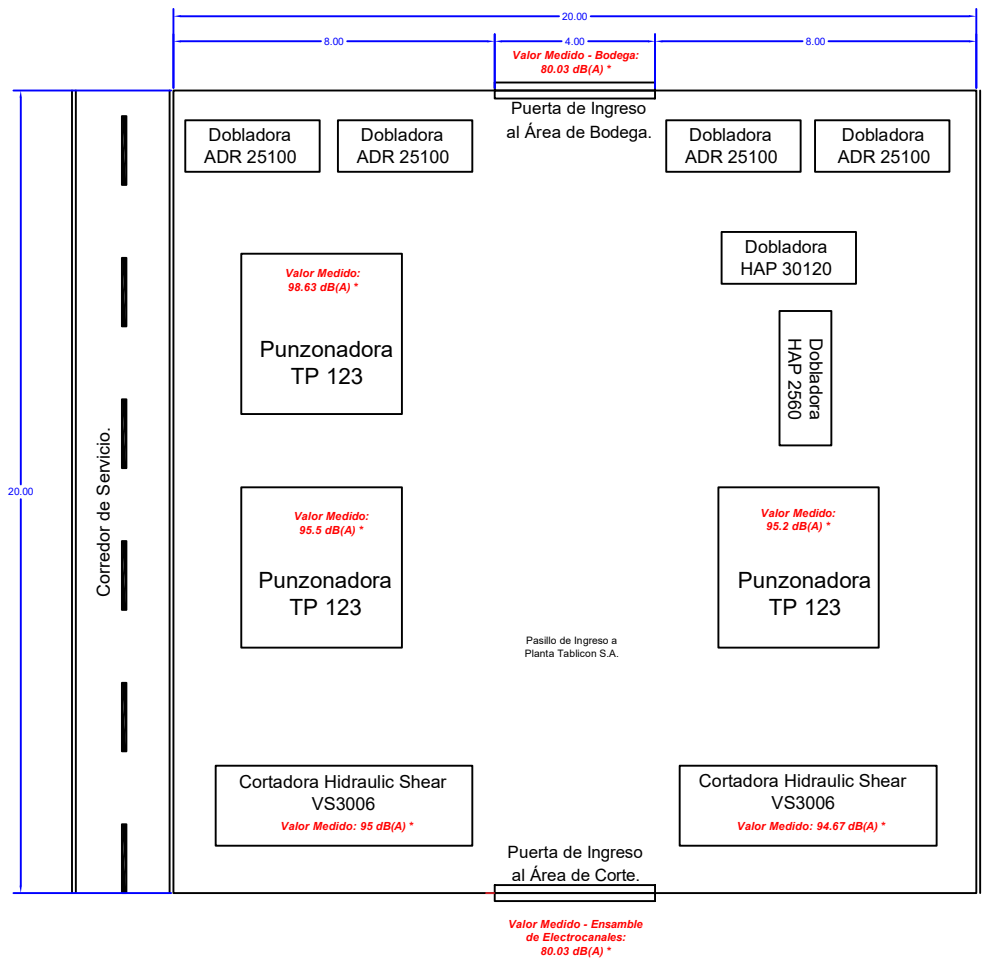 20.00
8.00
4.00
8.00
Valor Medido - Bodega:
80.03 dB(A) *
Puerta de Ingreso
al Área de Bodega.
Dobladora
ADR 25100
Dobladora
ADR 25100
Dobladora
ADR 25100
Dobladora
ADR 25100
Dobladora
HAP 30120
Valor Medido:
98.63 dB(A) *
Punzonadora
TP 123
Dobladora
HAP 2560
20.00
Corredor de Servicio.
Valor Medido:
95.5 dB(A) *
Punzonadora
TP 123
Valor Medido:
95.2 dB(A) *
Punzonadora
TP 123
Pasillo de Ingreso a
Planta Tablicon S.A.
Cortadora Hidraulic Shear
VS3006
Valor Medido: 95 dB(A) *
Cortadora Hidraulic Shear
VS3006
Valor Medido: 94.67 dB(A) *
Puerta de Ingreso
al Área de Corte.
Valor Medido - Ensamble
de Electrocanales:
80.03 dB(A) *